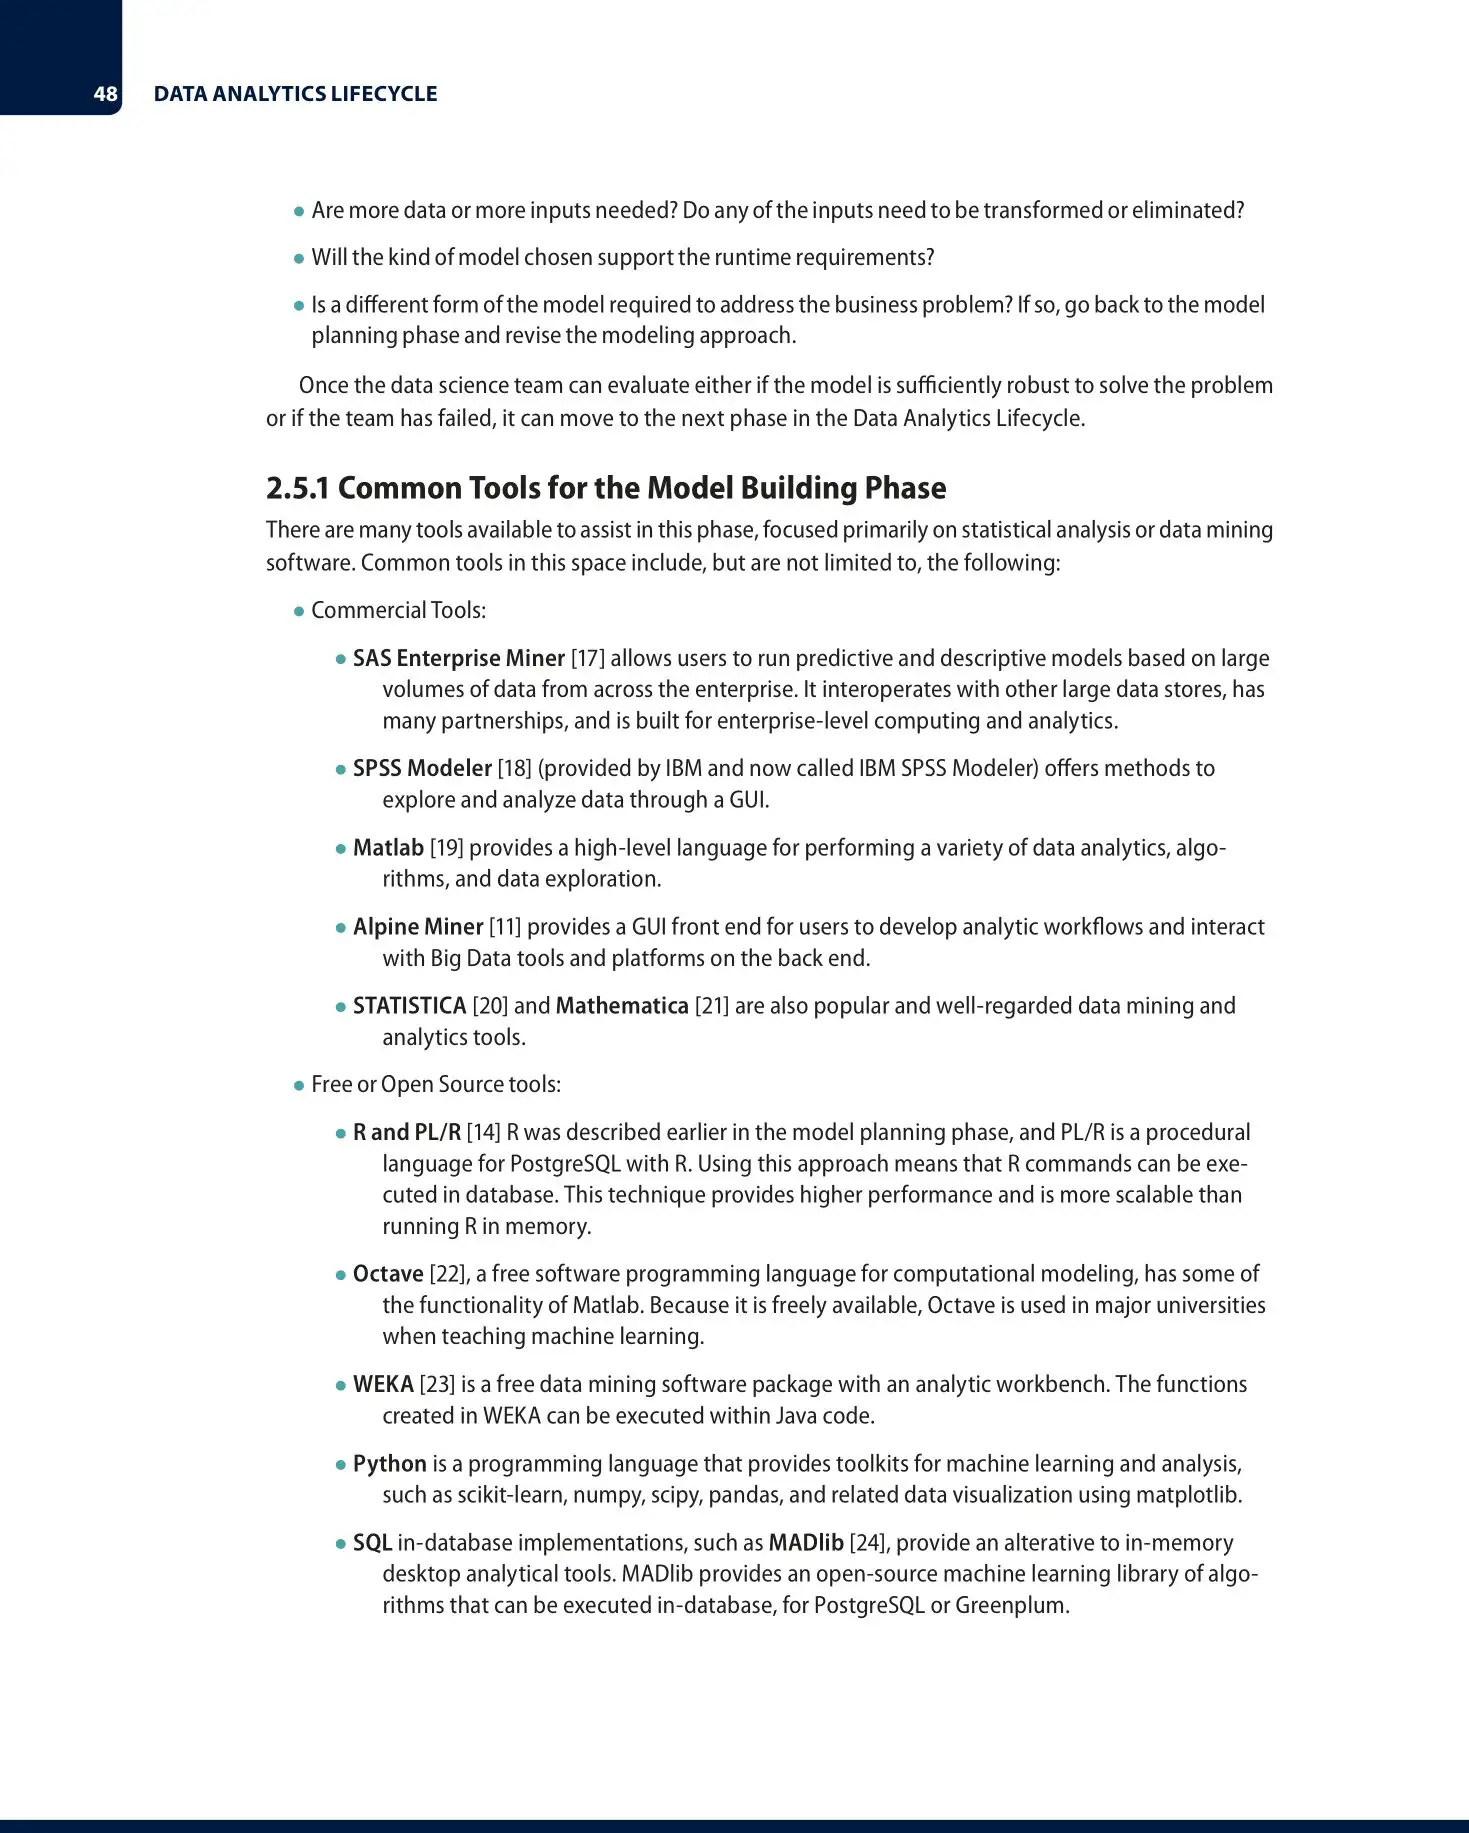 48 DATA ANALYTICS LIFECYCLE
● Are more data or more inputs needed? Do any of the inputs need to be transformed or eliminated?
● Will the kind of model chosen support the runtime requirements?
● Is a different form of the model required to address the business problem? If so, go back to the model
planning phase and revise the modeling approach.
Once the data science team can evaluate either if the model is sufficiently robust to solve the problem
or if the team has failed, it can move to the next phase in the Data Analytics Lifecycle.
2.5.1 Common Tools for the Model Building Phase
There are many tools available to assist in this phase, focused primarily on statistical analysis or data mining
software. Common tools in this space include, but are not limited to, the following:
● Commercial Tools:
● SAS Enterprise Miner [17] allows users to run predictive and descriptive models based on large
volumes of data from across the enterprise. It interoperates with other large data stores, has
many partnerships, and is built for enterprise-level computing and analytics.
● SPSS Modeler [18] (provided by IBM and now called IBM SPSS Modeler) offers methods to
explore and analyze data through a GUI.
● Matlab [19] provides a high-level language for performing a variety of data analytics, algo-
rithms, and data exploration.
● Alpine Miner [11] provides a GUI front end for users to develop analytic workflows and interact
with Big Data tools and platforms on the back end.
● STATISTICA [20] and Mathematica [21] are also popular and well-regarded data mining and
analytics tools.
● Free or Open Source tools:
● R and PL/R [14] R was described earlier in the model planning phase, and PL/R is a procedural
language for PostgreSQL with R. Using this approach means that R commands can be exe-
cuted in database. This technique provides higher performance and is more scalable than
running R in memory.
● Octave [22], a free software programming language for computational modeling, has some of
the functionality of Matlab. Because it is freely available, Octave is used in major universities
when teaching machine learning.
● WEKA [23] is a free data mining software package with an analytic workbench. The functions
created in WEKA can be executed within Java code.
● Python is a programming language that provides toolkits for machine learning and analysis,
such as scikit-learn, numpy, scipy, pandas, and related data visualization using matplotlib.
● SQL in-database implementations, such as MADlib [24], provide an alterative to in-memory
desktop analytical tools. MADlib provides an open-source machine learning library of algo-
rithms that can be executed in-database, for PostgreSQL or Greenplum.